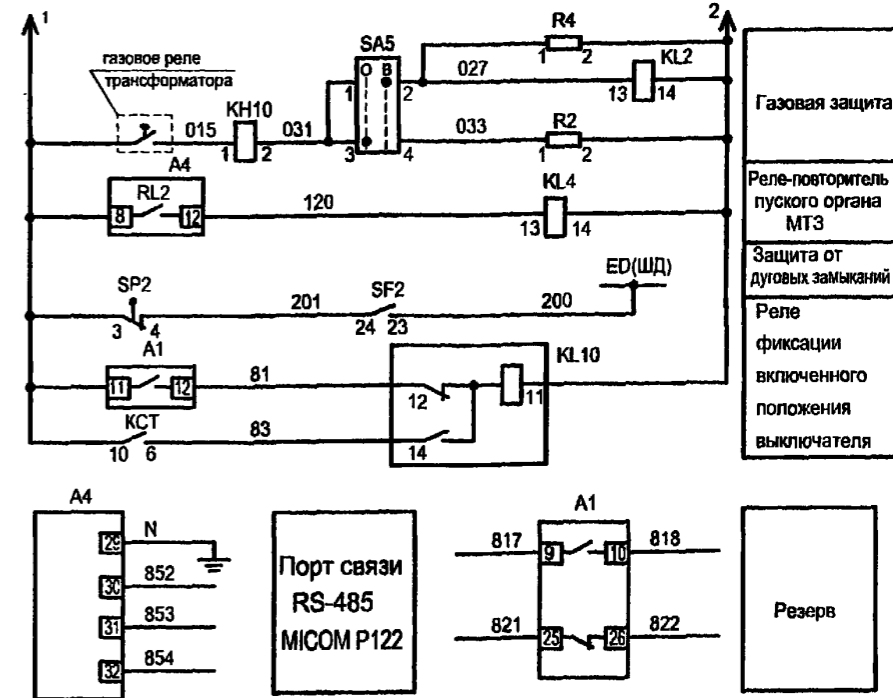 1
2
газовое реле
трансформатора
SA5
О В
R4
1 2
KL2
027
1 2
13 14
015
KH10
1 2
031
3 4
033
R2
1 2
Газовая защита
A4
RL2
8 12
120
KL4
13 14
Реле-повторитель
пуского органа
МТЗ
SP2
3 4
201
SF2
24 23
200
ED(ШД)
Защита от
дуговых замыканий
A1
11 12
81
12
11
KL10
KCT
10 6
83
14
Реле
фиксации
включенного
положения
выключателя
A4
29 N
30 852
31 853
32 854
Порт связи
RS-485
MICOM P122
A1
817 9 10 818
821 25 26 822
Резерв